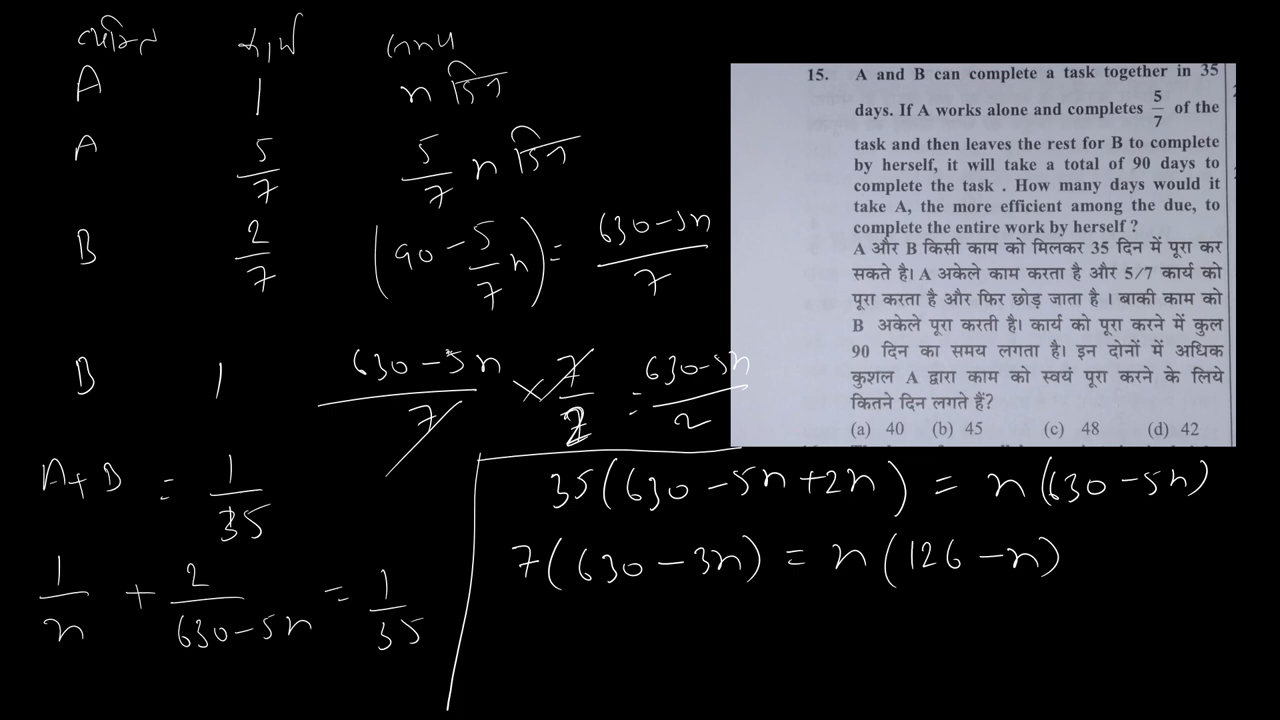 व्यक्ति कार्य समय
A 1 n दिन
A 5/7 5/7 n दिन
B 2/7 (90 - 5/7 n) = 630-5n/7
B 1 630-5n/7 × 7/2 = 630-5n/2
A+B = 1/35
1/n + 2/630-5n = 1/35
35(630-5n+2n) = n(630-5n)
7(630-3n) = n(126-n)
15. A and B can complete a task together in 35
days. If A works alone and completes 5/7 of the
task and then leaves the rest for B to complete
by herself, it will take a total of 90 days to
complete the task . How many days would it
take A, the more efficient among the due, to
complete the entire work by herself ?
A और B किसी काम को मिलकर 35 दिन में पूरा कर
सकते है। A अकेले काम करता है और 5/7 कार्य को
पूरा करता है और फिर छोड़ जाता है । बाकी काम को
B अकेले पूरा करती है। कार्य को पूरा करने में कुल
90 दिन का समय लगता है। इन दोनों में अधिक
कुशल A द्वारा काम को स्वयं पूरा करने के लिये
कितने दिन लगते हैं?
(a) 40 (b) 45 (c) 48 (d) 42